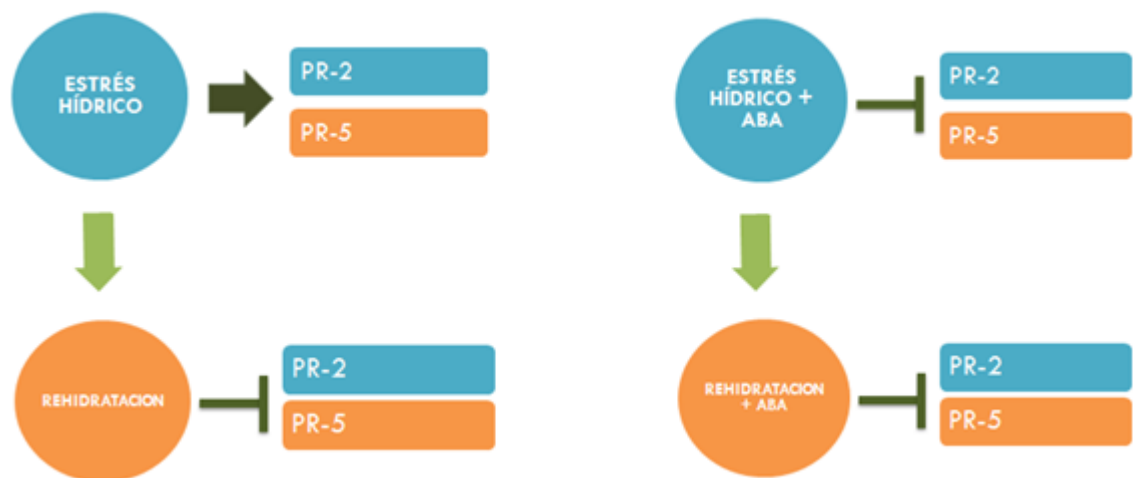 ESTRÉS
HÍDRICO
PR-2
PR-5
REHIDRATACION
PR-2
PR-5
ESTRÉS
HÍDRICO +
ABA
PR-2
PR-5
REHIDRATACION
+ ABA
PR-2
PR-5